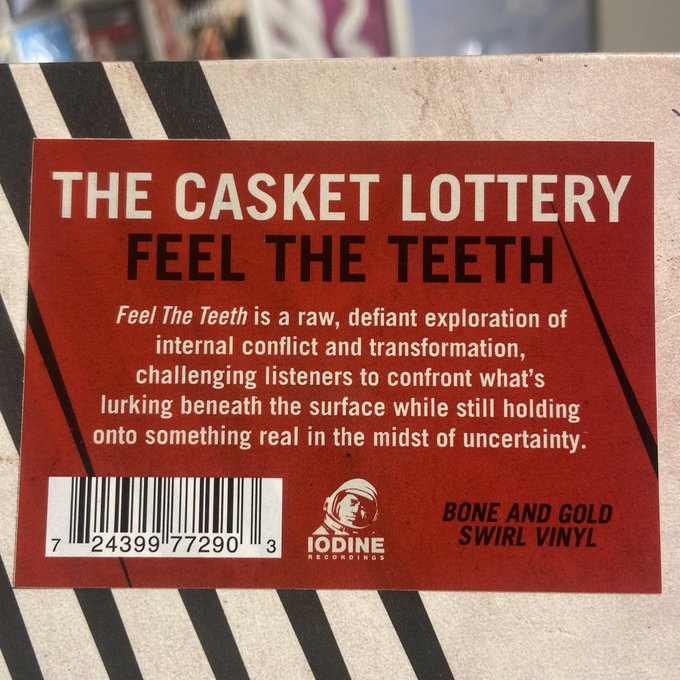 THE CASKET LOTTERY
FEEL THE TEETH
Feel The Teeth is a raw, defiant exploration of
internal conflict and transformation,
challenging listeners to confront what's
lurking beneath the surface while still holding
onto something real in the midst of uncertainty.
7 24399 77290 3
IODINE
RECORDINGS
BONE AND GOLD
SWIRL VINYL